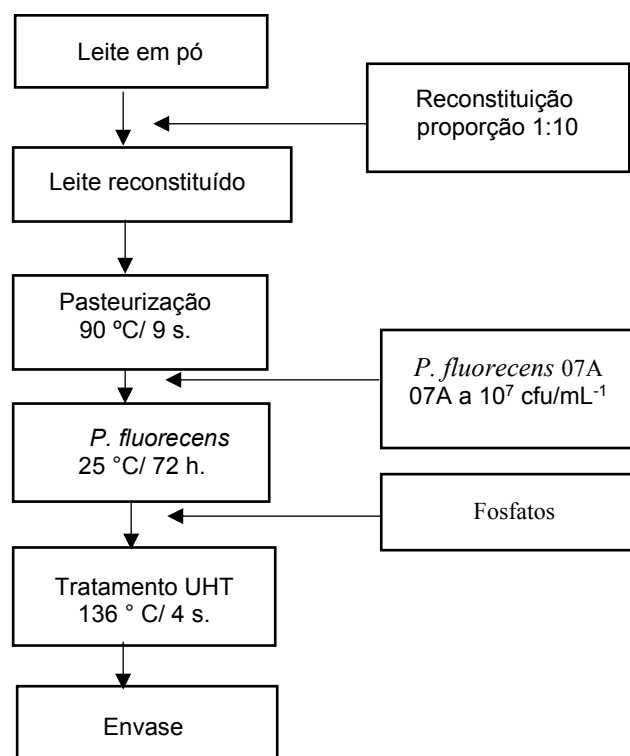 Leite em pó
Reconstituição
proporção 1:10
Leite reconstituído
Pasteurização
90 ºC/ 9 s.
P. fluorecens 07A
07A a 10⁷ cfu/mL⁻¹
P. fluorecens
25 °C/ 72 h.
Fosfatos
Tratamento UHT
136 ° C/ 4 s.
Envase